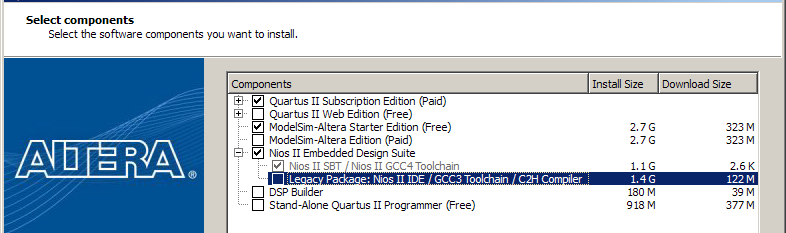 Select components
Select the software components you want to install.
ALTERA®
Components Install Size Download Size
Quartus II Subscription Edition (Paid)
Quartus II Web Edition (Free)
ModelSim-Altera Starter Edition (Free) 2.7 G 323 M
ModelSim-Altera Edition (Paid) 2.7 G 323 M
Nios II Embedded Design Suite
Nios II SBT / Nios II GCC4 Toolchain 1.1 G 2.6 K
Legacy Package: Nios II IDE / GCC3 Toolchain / C2H Compiler 1.4 G 122 M
DSP Builder 180 M 39 M
Stand-Alone Quartus II Programmer (Free) 918 M 377 M